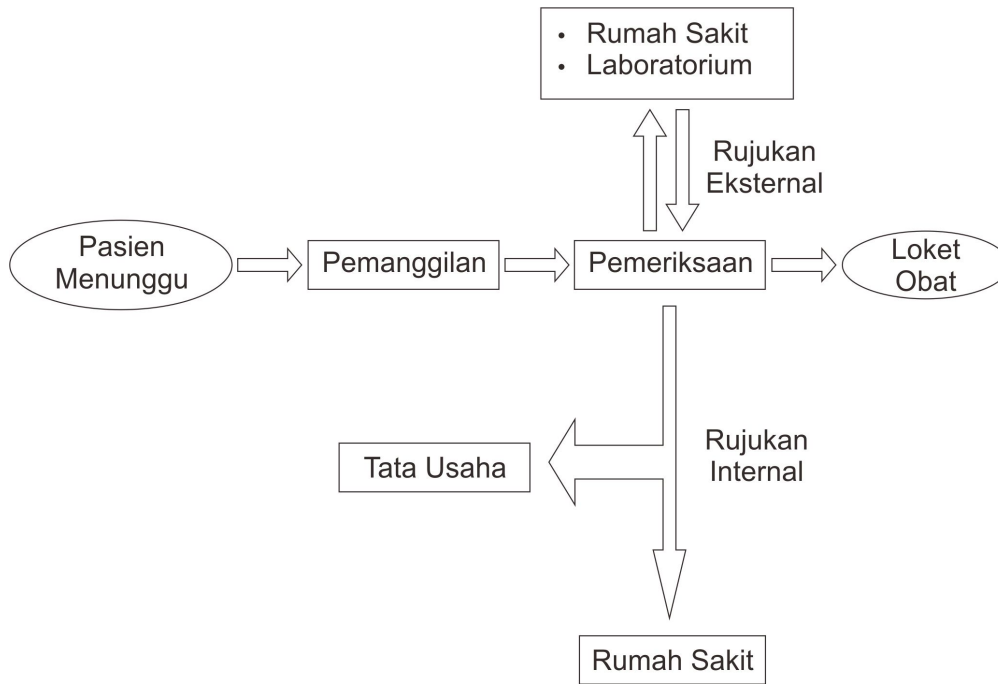 • Rumah Sakit
• Laboratorium
Rujukan
Eksternal
Pasien
Menunggu
Pemanggilan
Pemeriksaan
Loket
Obat
Tata Usaha
Rujukan
Internal
Rumah Sakit